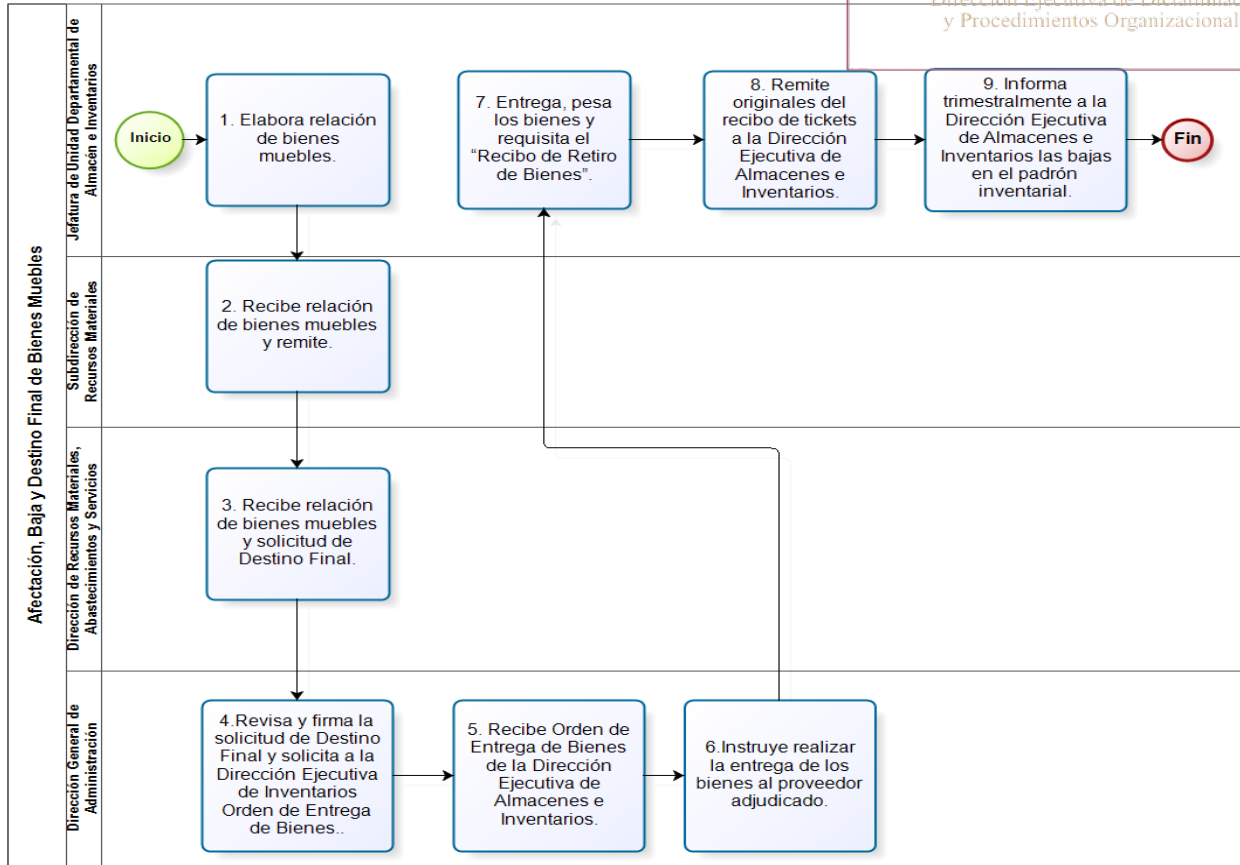 Dirección Ejecutiva de Dictaminac
y Procedimientos Organizacional
Afectación, Baja y Destino Final de Bienes Muebles
Jefatura de Unidad Departamental de
Almacén e Inventarios
Inicio
1. Elabora relación
de bienes
muebles.
7. Entrega, pesa
los bienes y
requisita el
“Recibo de Retiro
de Bienes”.
8. Remite
originales del
recibo de tickets
a la Dirección
Ejecutiva de
Almacenes e
Inventarios.
9. Informa
trimestralmente a la
Dirección Ejecutiva
de Almacenes e
Inventarios las bajas
en el padrón
inventarial.
Fin
Subdirección de
Recursos Materiales
2. Recibe relación
de bienes muebles
y remite.
Dirección de Recursos Materiales,
Abastecimientos y Servicios
3. Recibe relación
de bienes muebles
y solicitud de
Destino Final.
Dirección General de
Administración
4.Revisa y firma la
solicitud de Destino
Final y solicita a la
Dirección Ejecutiva
de Inventarios
Orden de Entrega
de Bienes..
5. Recibe Orden de
Entrega de Bienes
de la Dirección
Ejecutiva de
Almacenes e
Inventarios.
6.Instruye realizar
la entrega de los
bienes al proveedor
adjudicado.